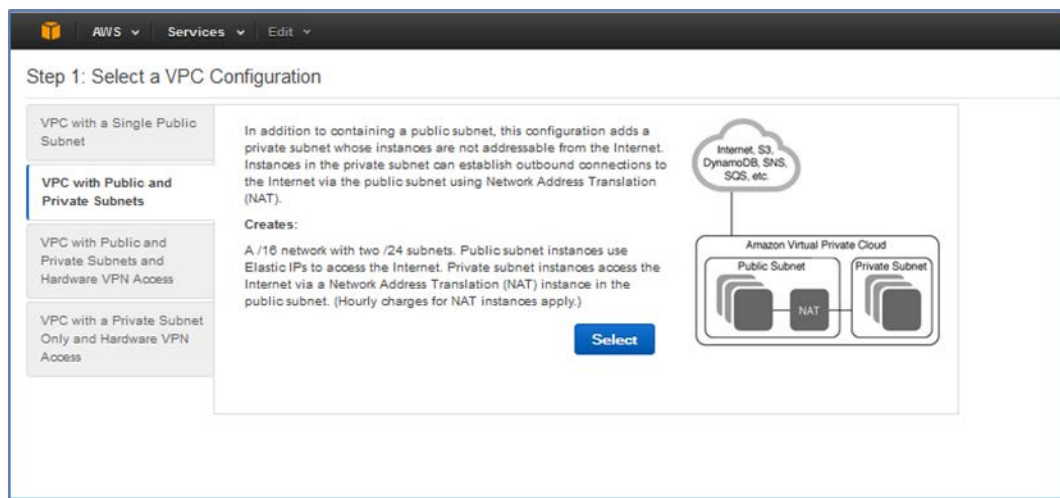 AWS Services Edit
Step 1: Select a VPC Configuration
VPC with a Single Public
Subnet
VPC with Public and
Private Subnets
VPC with Public and
Private Subnets and
Hardware VPN Access
VPC with a Private Subnet
Only and Hardware VPN
Access
In addition to containing a public subnet, this configuration adds a
private subnet whose instances are not addressable from the Internet.
Instances in the private subnet can establish outbound connections to
the Internet via the public subnet using Network Address Translation
(NAT).
Creates:
A /16 network with two /24 subnets. Public subnet instances use
Elastic IPs to access the Internet. Private subnet instances access the
Internet via a Network Address Translation (NAT) instance in the
public subnet. (Hourly charges for NAT instances apply.)
Select
Internet, S3,
DynamoDB, SNS,
SQS, etc.
Amazon Virtual Private Cloud
Public Subnet
Private Subnet
NAT